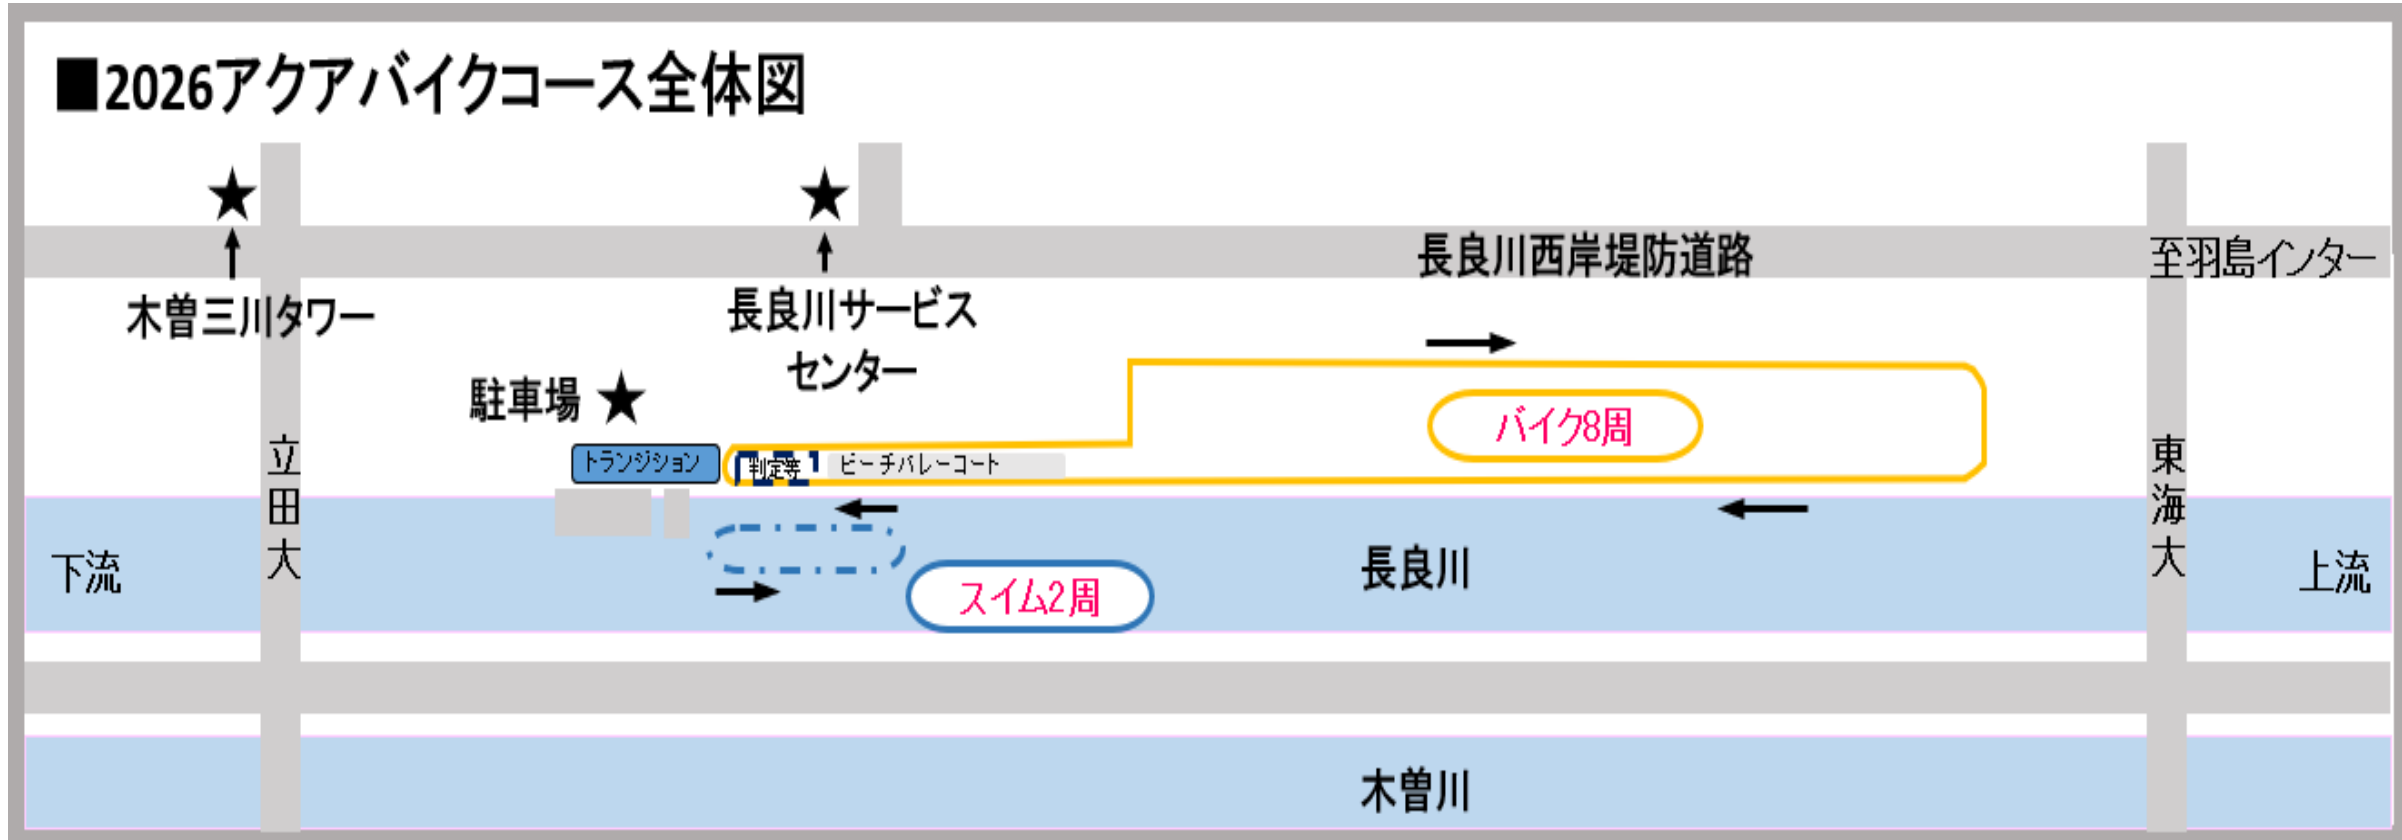 ■2026アクアバイクコース全体図
長良川西岸堤防道路
至羽島インター
木曽三川タワー
長良川サービス
センター
駐車場
バイク8周
トランジション
判定等
ビーチバレーコート
立田大
東海大
下流
長良川
上流
スイム2周
木曽川